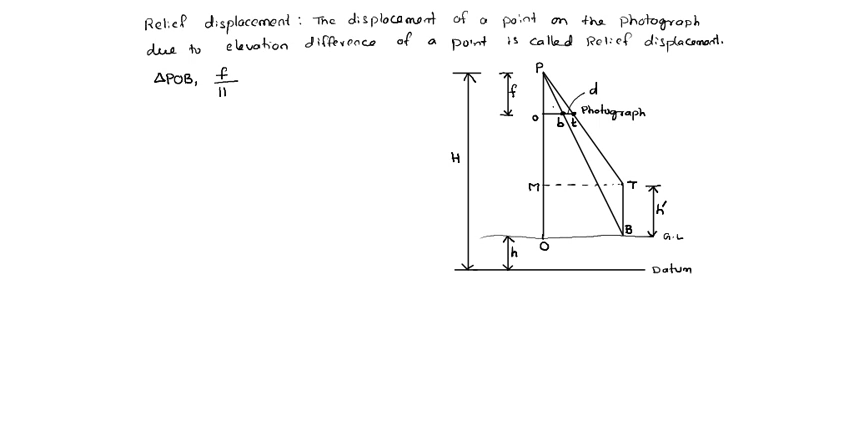 Relief displacement : The displacement of a point on the photograph
due to elevation difference of a point is called Relief displacement.
ΔPOB, f
11
P
f
d
o
b t
Photograph
H
M
T
h'
B
G.L
O
h
Datum